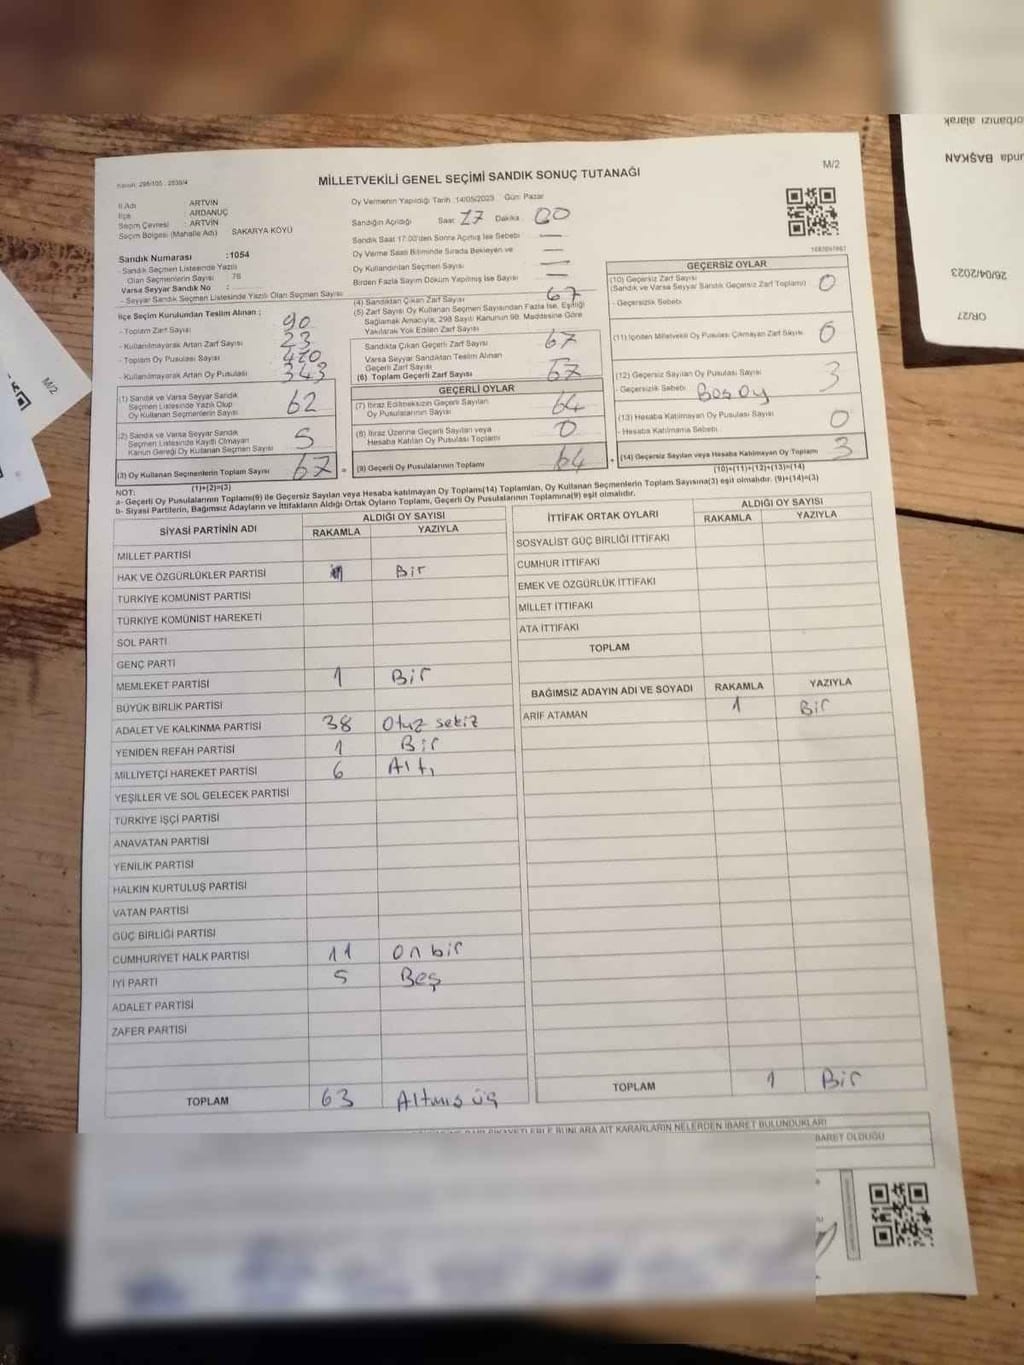 M/2
MİLLETVEKİLİ GENEL SEÇİMİ SANDIK SONUÇ TUTANAĞI
İl Adı : ARTVİN
İlçe : ARDANUÇ
Seçim Çevresi : ARTVİN
Seçim Bölgesi (Mahalle Adı) SAKARYA KÖYÜ
Oy Vermenin Yapıldığı Tarih :14/05/2023 Gün: Pazar
Sandığın Açıldığı Saat 17 Dakika 00
Sandık Saat 17:00'den Sonra Açılmış İse Sebebi —
Oy Verme Saati Bitiminde Sırada Bekleyen ve
Oy Kullandırılan Seçmen Sayısı —
Birden Fazla Sayım Döküm Yapılmış İse Sayısı —
Sandık Numarası :1054
- Sandık Seçmen Listesinde Yazılı
Olan Seçmenlerin Sayısı : 76
Varsa Seyyar Sandık No :
- Seyyar Sandık Seçmen Listesinde Yazılı Olan Seçmen Sayısı
İlçe Seçim Kurulundan Teslim Alınan ;
- Toplam Zarf Sayısı 90
- Kullanılmayarak Artan Zarf Sayısı 23
- Toplam Oy Pusulası Sayısı
- Kullanılmayarak Artan Oy Pusulası 343
(1) Sandık ve Varsa Seyyar Sandık
Seçmen Listesinde Yazılı Olup
Oy Kullanan Seçmenlerin Sayısı 62
(2) Sandık ve Varsa Seyyar Sandık
Seçmen Listesinde Kaydı Olmayan
Kanun Gereği Oy Kullanan Seçmen Sayısı 5
(3) Oy Kullanan Seçmenlerin Toplam Sayısı 67
(1)+(2)=(3)
(4) Sandıktan Çıkan Zarf Sayısı 67
(5) Zarf Sayısı Oy Kullanan Seçmen Sayısından Fazla İse, Eşitliği
Sağlamak Amacıyla, 298 Sayılı Kanunun 98. Maddesine Göre
Yakılarak Yok Edilen Zarf Sayısı
Sandıkta Çıkan Geçerli Zarf Sayısı 67
Varsa Seyyar Sandıktan Teslim Alınan
Geçerli Zarf Sayısı
(6) Toplam Geçerli Zarf Sayısı 67
GEÇERLİ OYLAR
(7) İtiraz Edilmeksizin Geçerli Sayılan
Oy Pusulalarının Sayısı 64
(8) İtiraz Üzerine Geçerli Sayılan veya
Hesaba Katılan Oy Pusulası Toplamı 0
(9) Geçerli Oy Pusulalarının Toplamı 64
GEÇERSİZ OYLAR
(10) Geçersiz Zarf Sayısı
(Sandık ve Varsa Seyyar Sandık Geçersiz Zarf Toplamı) 0
- Geçersizlik Sebebi
(11) İçinden Milletvekili Oy Pusulası Çıkmayan Zarf Sayısı 0
(12) Geçersiz Sayılan Oy Pusulası Sayısı 3
- Geçersizlik Sebebi Boş oy
(13) Hesaba Katılmayan Oy Pusulası Sayısı 0
- Hesaba Katılmama Sebebi
(14) Geçersiz Sayılan veya Hesaba Katılmayan Oy Toplamı 3
(10)+(11)+(12)+(13)=(14)
NOT:
a- Geçerli Oy Pusulalarının Toplamı(9) ile Geçersiz Sayılan veya Hesaba katılmayan Oy Toplamı(14) Toplamları, Oy Kullanan Seçmenlerin Toplam Sayısına(3) eşit olmalıdır. (9)+(14)=(3)
b- Siyasi Partilerin, Bağımsız Adayların ve İttifakların Aldığı Ortak Oyların Toplamı, Geçerli Oy Pusulalarının Toplamına(9) eşit olmalıdır.
SİYASİ PARTİNİN ADI ALDIĞI OY SAYISI
RAKAMLA YAZIYLA
MİLLET PARTİSİ
HAK VE ÖZGÜRLÜKLER PARTİSİ 1 Bir
TÜRKİYE KOMÜNİST PARTİSİ
TÜRKİYE KOMÜNİST HAREKETİ
SOL PARTİ
GENÇ PARTİ
MEMLEKET PARTİSİ 1 Bir
BÜYÜK BİRLİK PARTİSİ
ADALET VE KALKINMA PARTİSİ 38 Otuz sekiz
YENİDEN REFAH PARTİSİ 1 Bir
MİLLİYETÇİ HAREKET PARTİSİ 6 Altı
YEŞİLLER VE SOL GELECEK PARTİSİ
TÜRKİYE İŞÇİ PARTİSİ
ANAVATAN PARTİSİ
YENİLİK PARTİSİ
HALKIN KURTULUŞ PARTİSİ
VATAN PARTİSİ
GÜÇ BİRLİĞİ PARTİSİ
CUMHURİYET HALK PARTİSİ 11 On bir
İYİ PARTİ 5 Beş
ADALET PARTİSİ
ZAFER PARTİSİ
TOPLAM 63 Altmış üç
İTTİFAK ORTAK OYLARI ALDIĞI OY SAYISI
RAKAMLA YAZIYLA
SOSYALİST GÜÇ BİRLİĞİ İTTİFAKI
CUMHUR İTTİFAKI
EMEK VE ÖZGÜRLÜK İTTİFAKI
MİLLET İTTİFAKI
ATA İTTİFAKI
TOPLAM
BAĞIMSIZ ADAYIN ADI VE SOYADI RAKAMLA YAZIYLA
ARİF ATAMAN 1 Bir
TOPLAM 1 Bir
KARARLARIN NELERDEN İBARET BULUNDUKLARI
İBARET OLDUĞU
M/2
BAŞKAN
26/04/2023
OR/27